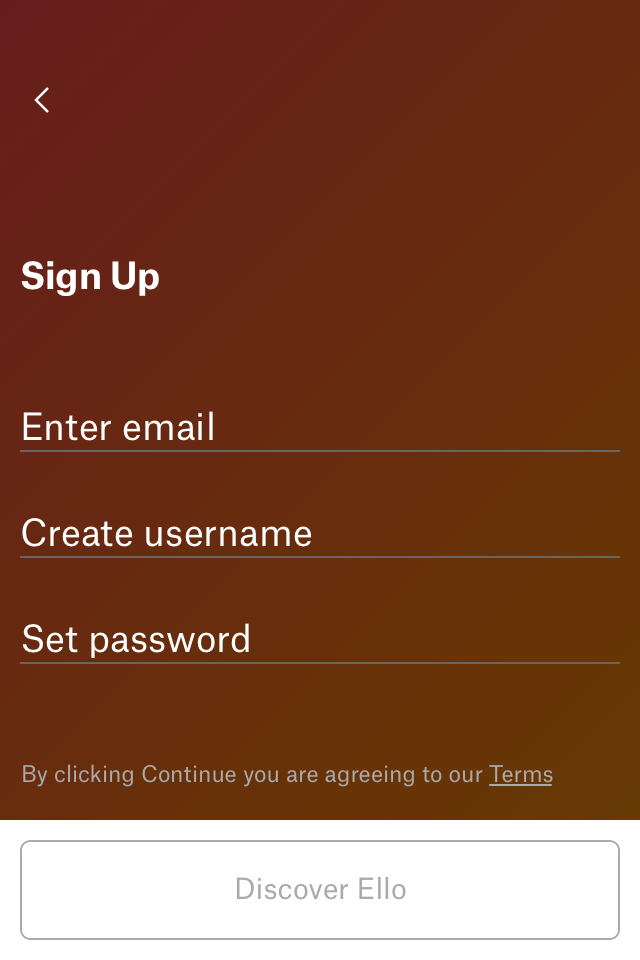 Sign Up
Enter email
Create username
Set password
By clicking Continue you are agreeing to our Terms
Discover Ello